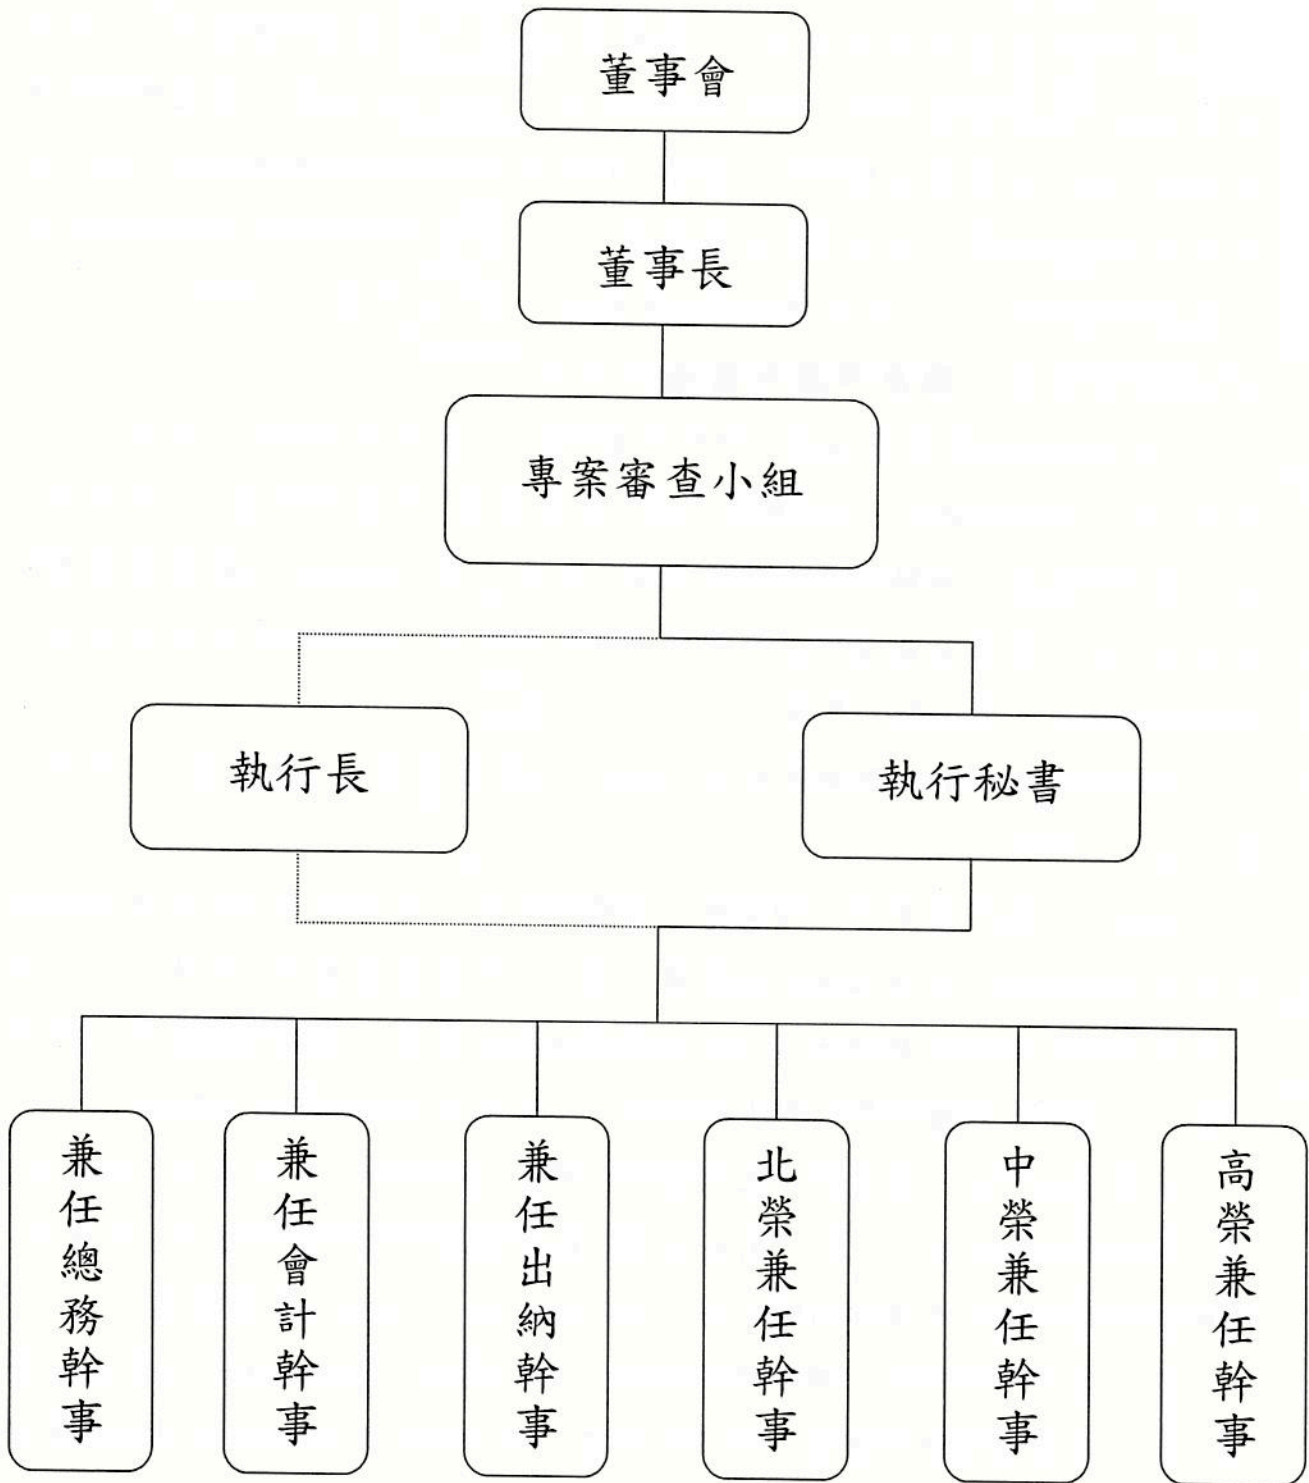 董事會
董事長
專案審查小組
執行長
執行秘書
兼任總務幹事
兼任會計幹事
兼任出納幹事
北榮兼任幹事
中榮兼任幹事
高榮兼任幹事